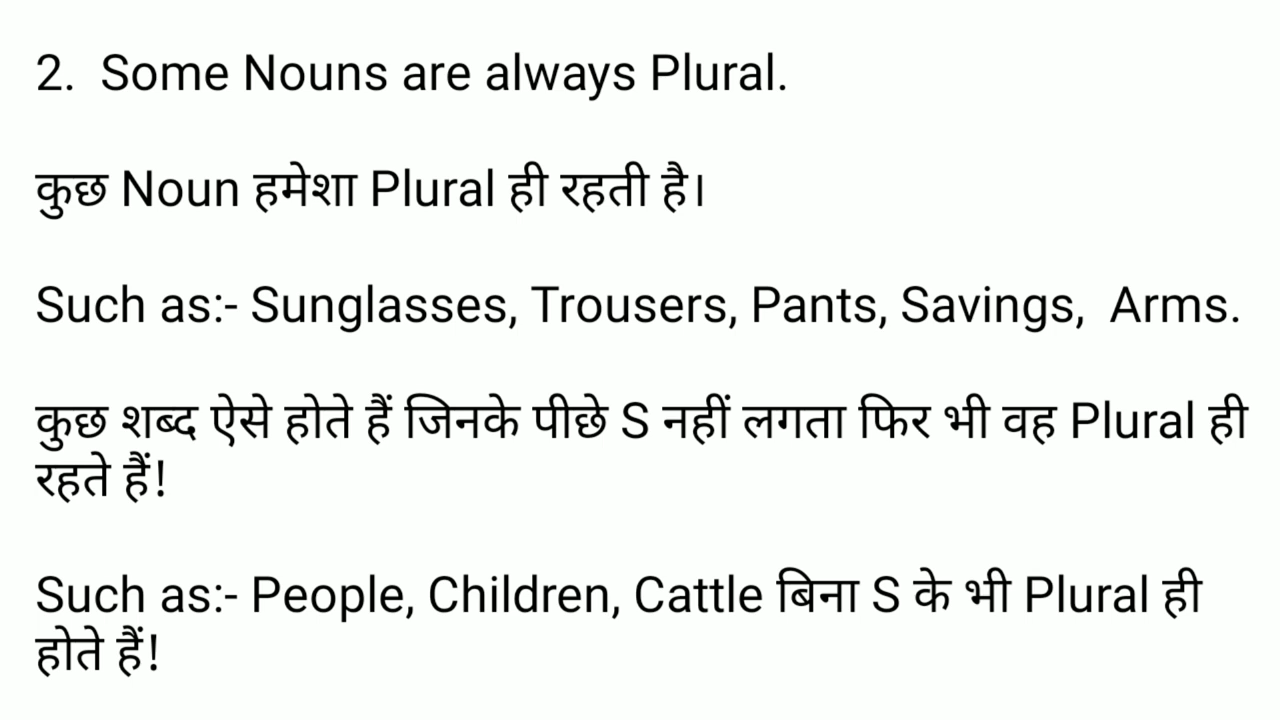 2.  Some Nouns are always Plural.
कुछ Noun हमेशा Plural ही रहती है।
Such as:- Sunglasses, Trousers, Pants, Savings,  Arms.
कुछ शब्द ऐसे होते हैं जिनके पीछे S नहीं लगता फिर भी वह Plural ही
रहते हैं!
Such as:- People, Children, Cattle बिना S के भी Plural ही
होते हैं!